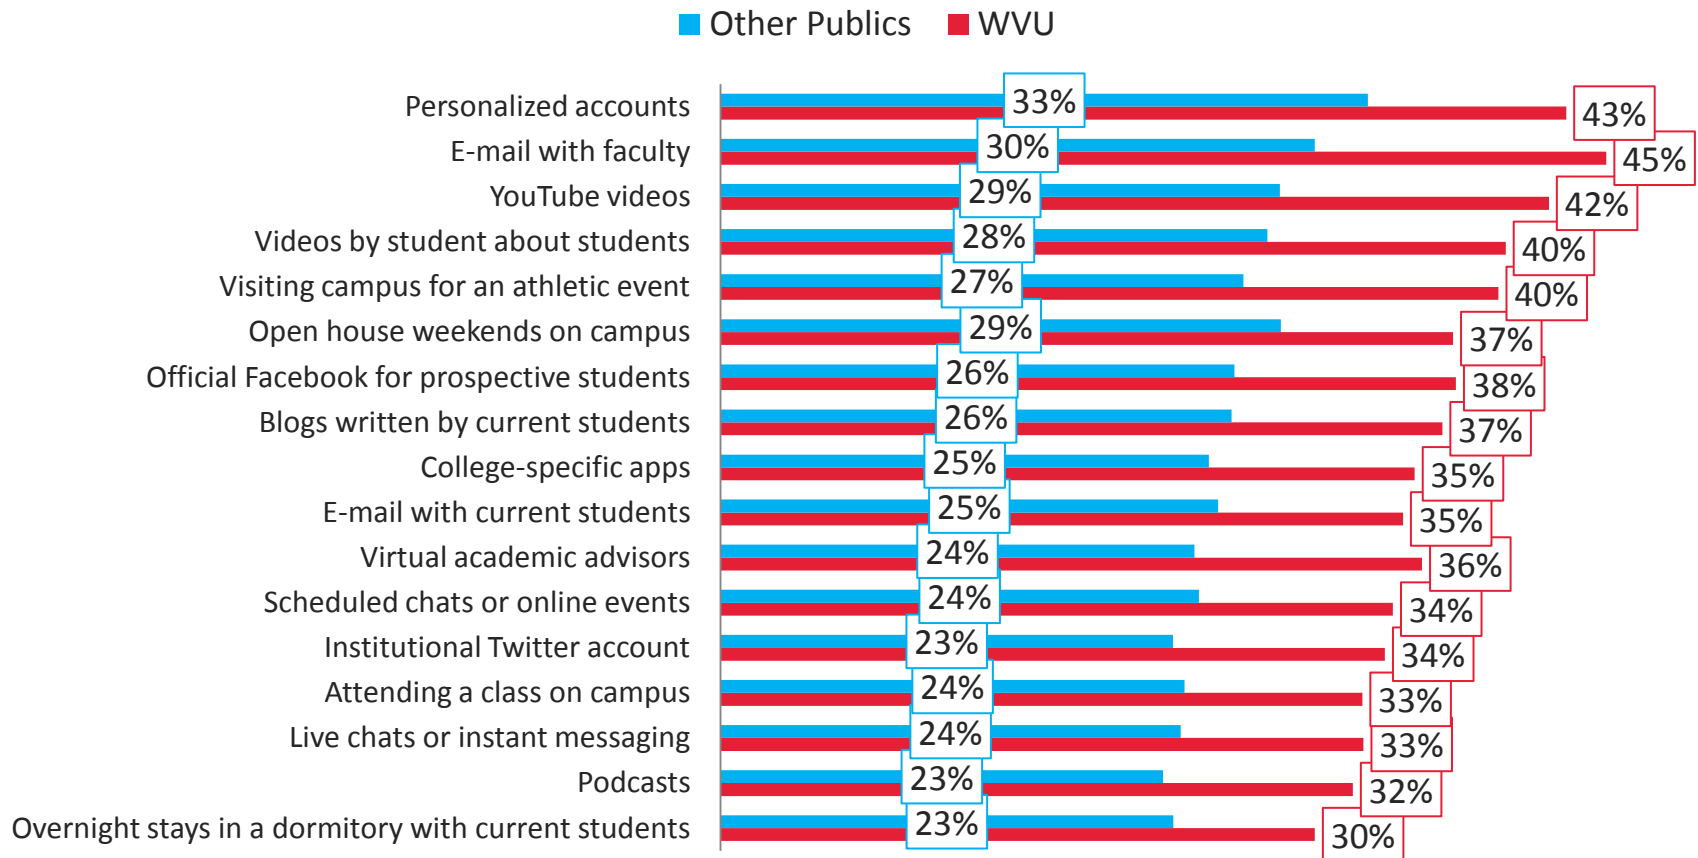 Other Publics WVU
Personalized accounts 33% 43%
E-mail with faculty 30% 45%
YouTube videos 29% 42%
Videos by student about students 28% 40%
Visiting campus for an athletic event 27% 40%
Open house weekends on campus 29% 37%
Official Facebook for prospective students 26% 38%
Blogs written by current students 26% 37%
College-specific apps 25% 35%
E-mail with current students 25% 35%
Virtual academic advisors 24% 36%
Scheduled chats or online events 24% 34%
Institutional Twitter account 23% 34%
Attending a class on campus 24% 33%
Live chats or instant messaging 24% 33%
Podcasts 23% 32%
Overnight stays in a dormitory with current students 23% 30%